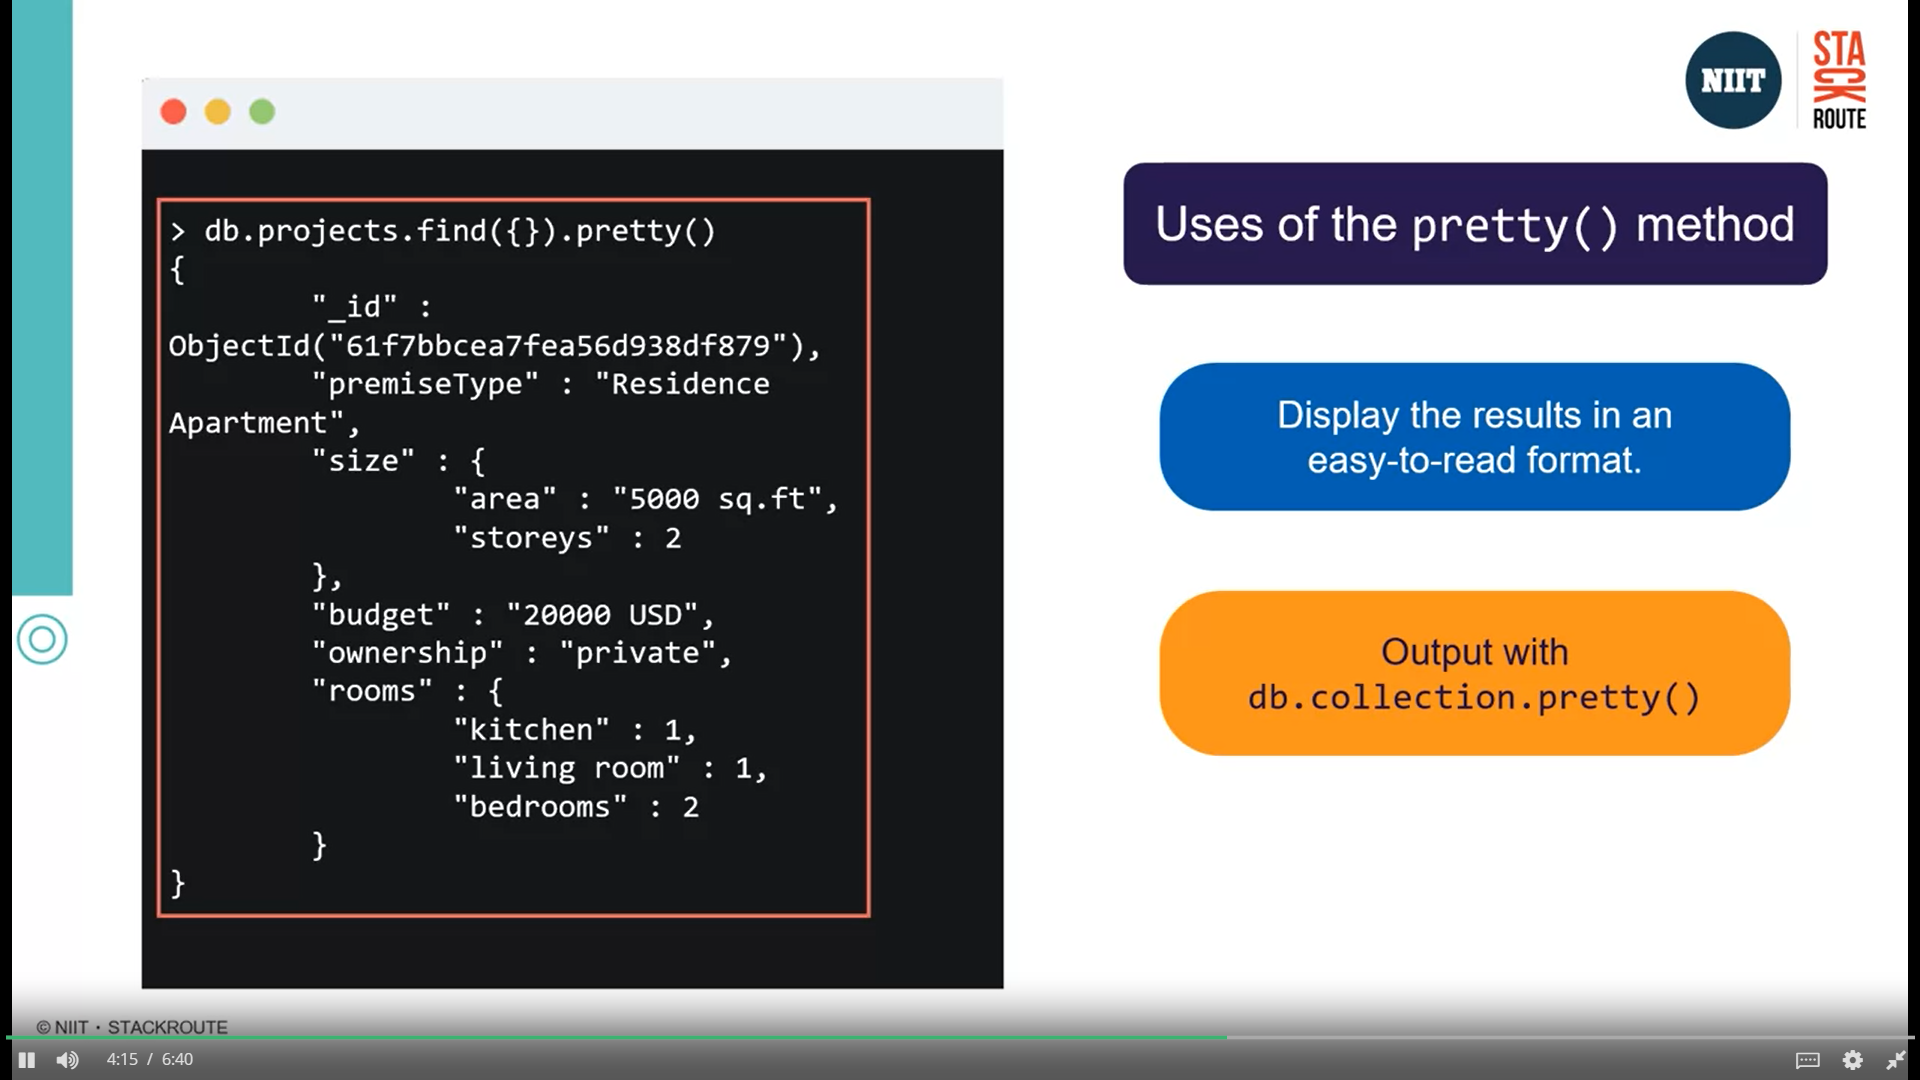 NIIT
STACK
ROUTE
> db.projects.find({}).pretty()
{
"_id" :
ObjectId("61f7bbcea7fea56d938df879"),
"premiseType" : "Residence
Apartment",
"size" : {
"area" : "5000 sq.ft",
"storeys" : 2
},
"budget" : "20000 USD",
"ownership" : "private",
"rooms" : {
"kitchen" : 1,
"living room" : 1,
"bedrooms" : 2
}
}
Uses of the pretty() method
Display the results in an
easy-to-read format.
Output with
db.collection.pretty()
© NIIT · STACKROUTE
4:15 / 6:40